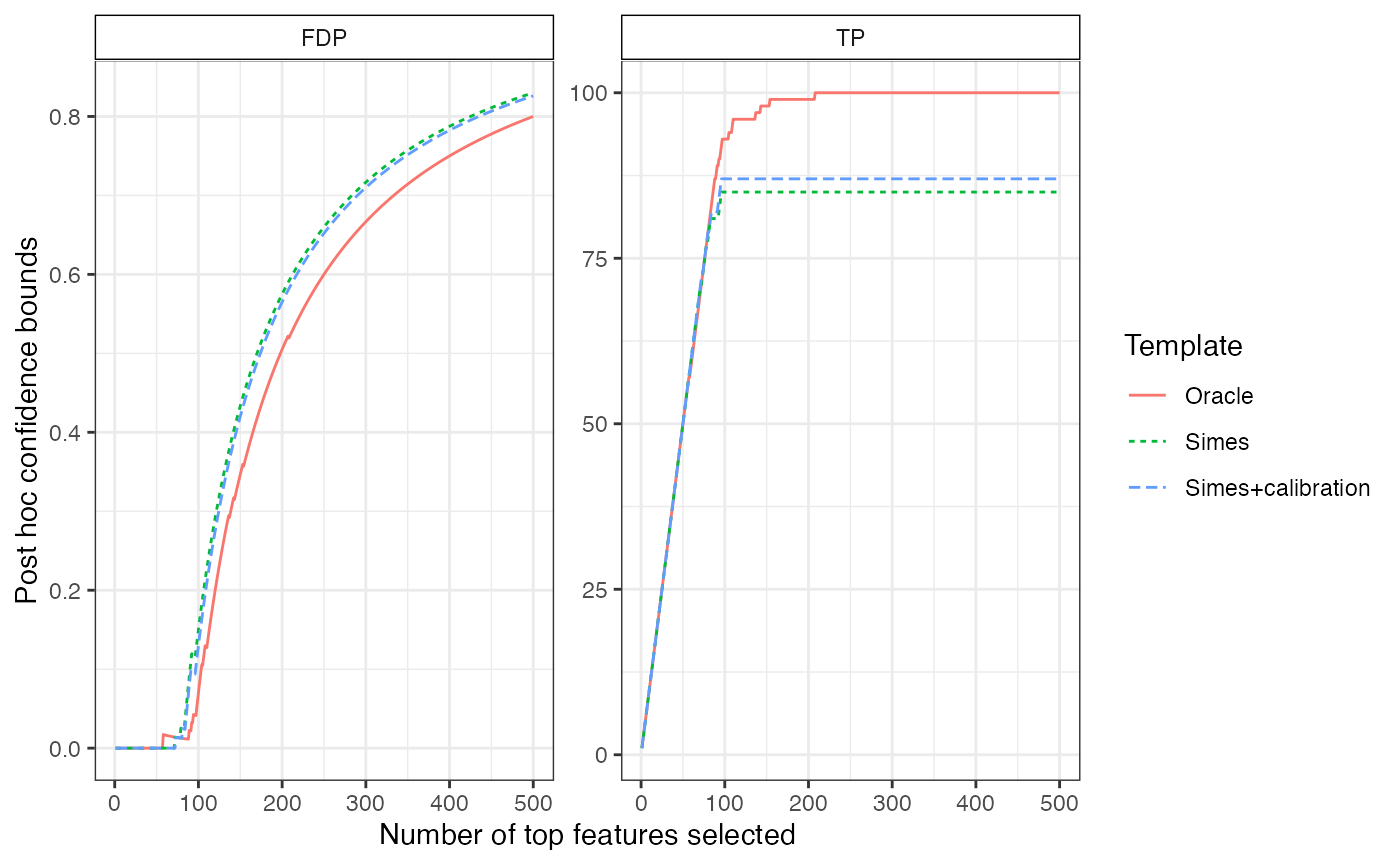 FDP
TP
Post hoc confidence bounds
0.8
0.6
0.4
0.2
0.0
100
75
50
25
0
0 100 200 300 400 500
0 100 200 300 400 500
Number of top features selected
Template
Oracle
Simes
Simes+calibration